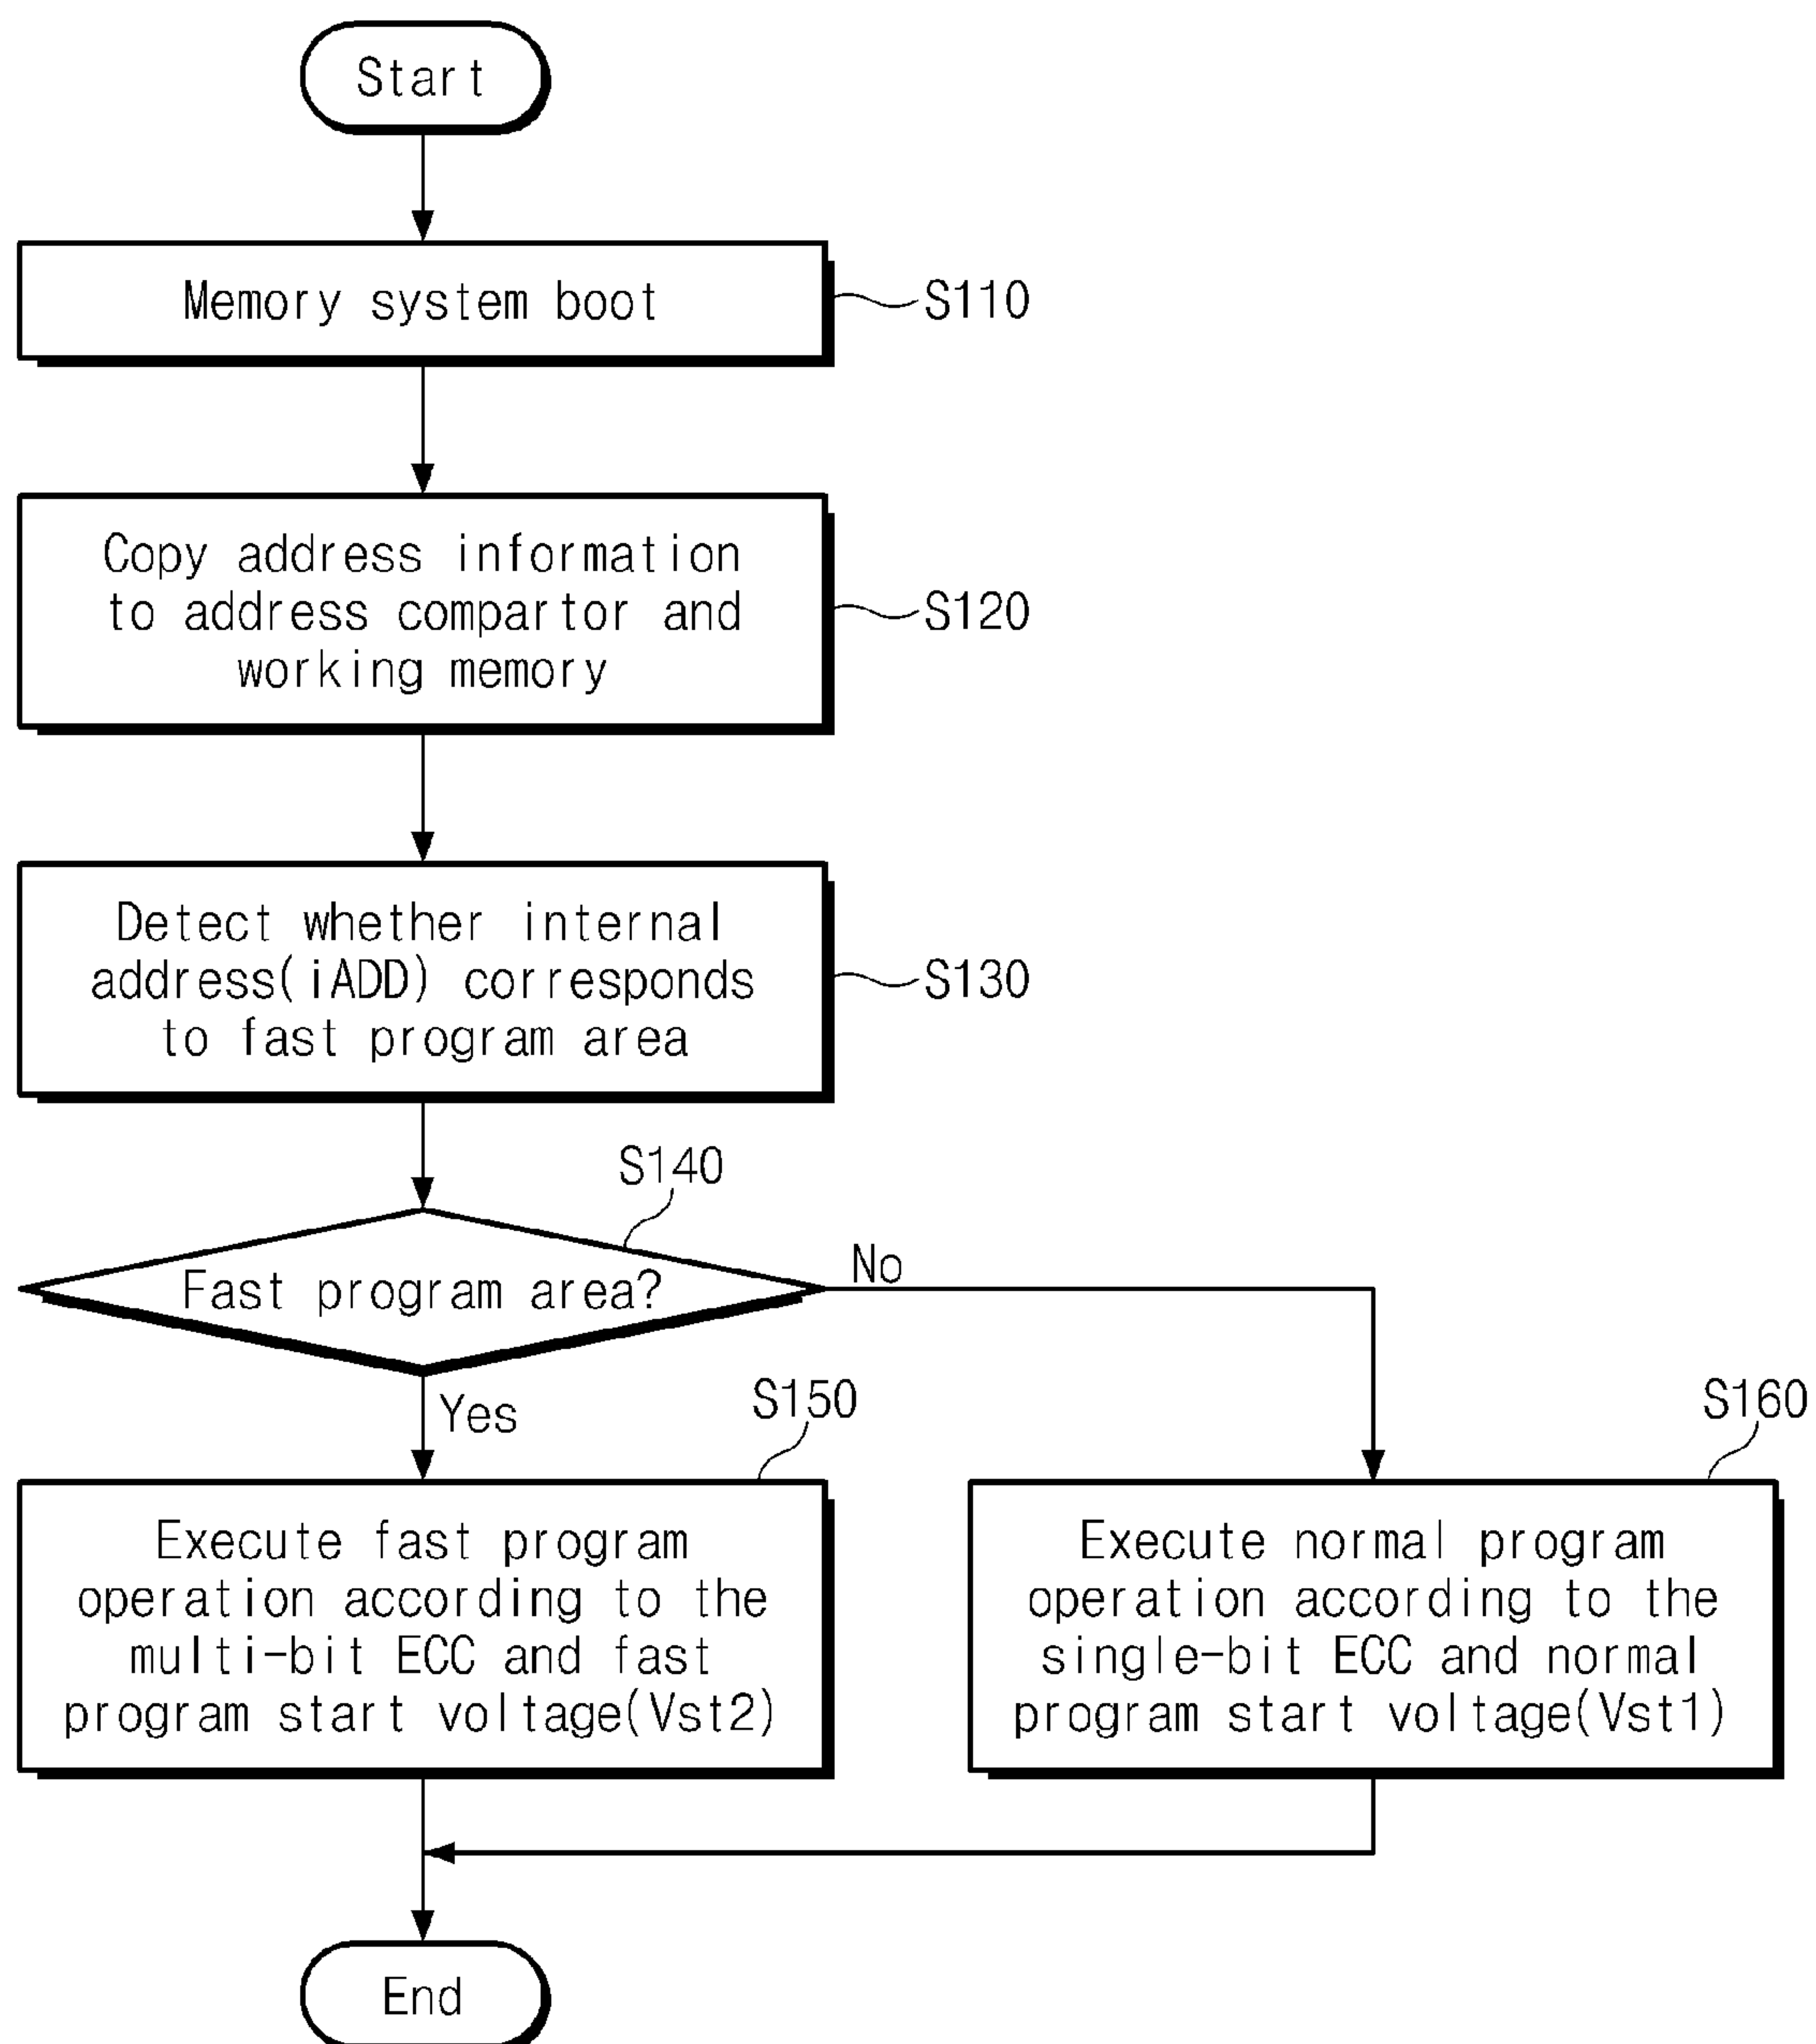 Start
Memory system boot
S110
Copy address information
to address compartor and
working memory
S120
Detect whether internal
address(iADD) corresponds
to fast program area
S130
S140
Fast program area?
No
Yes
S150
Execute fast program
operation according to the
multi-bit ECC and fast
program start voltage(Vst2)
S160
Execute normal program
operation according to the
single-bit ECC and normal
program start voltage(Vst1)
End